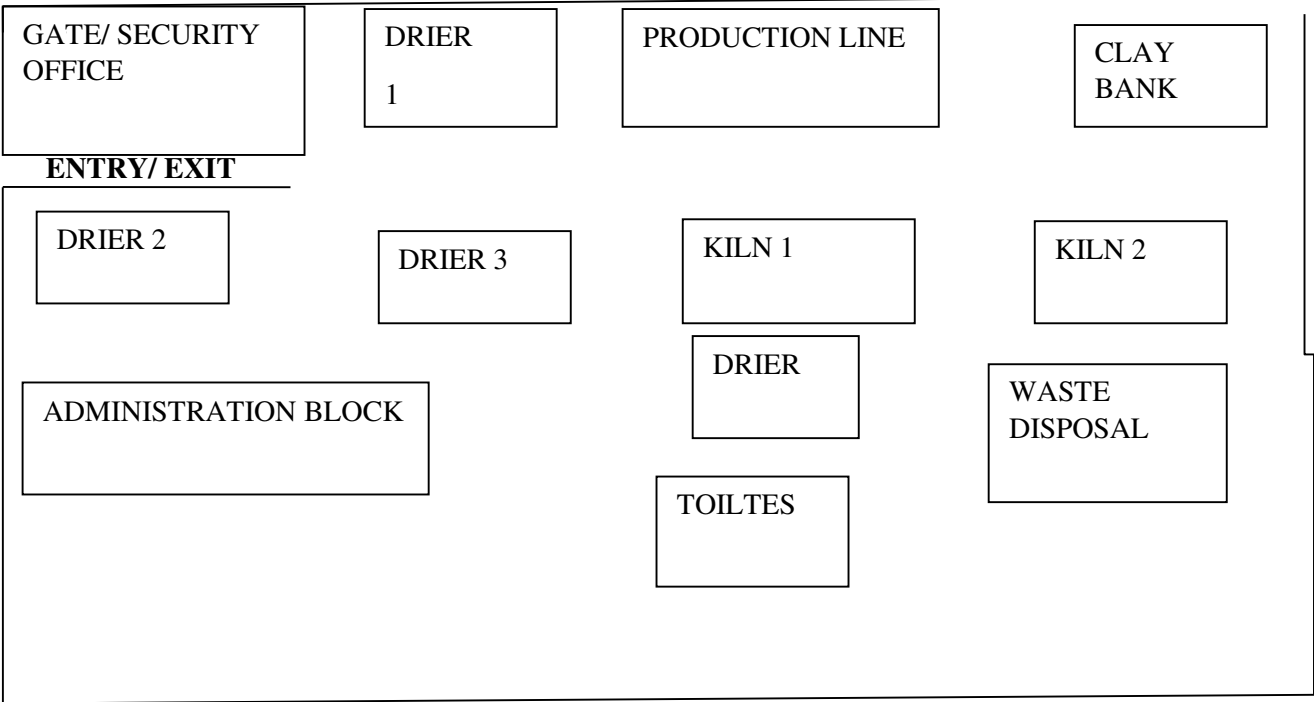 GATE/ SECURITY
OFFICE
DRIER
1
PRODUCTION LINE
CLAY
BANK
ENTRY/ EXIT
DRIER 2
DRIER 3
KILN 1
KILN 2
DRIER
ADMINISTRATION BLOCK
WASTE
DISPOSAL
TOILTES